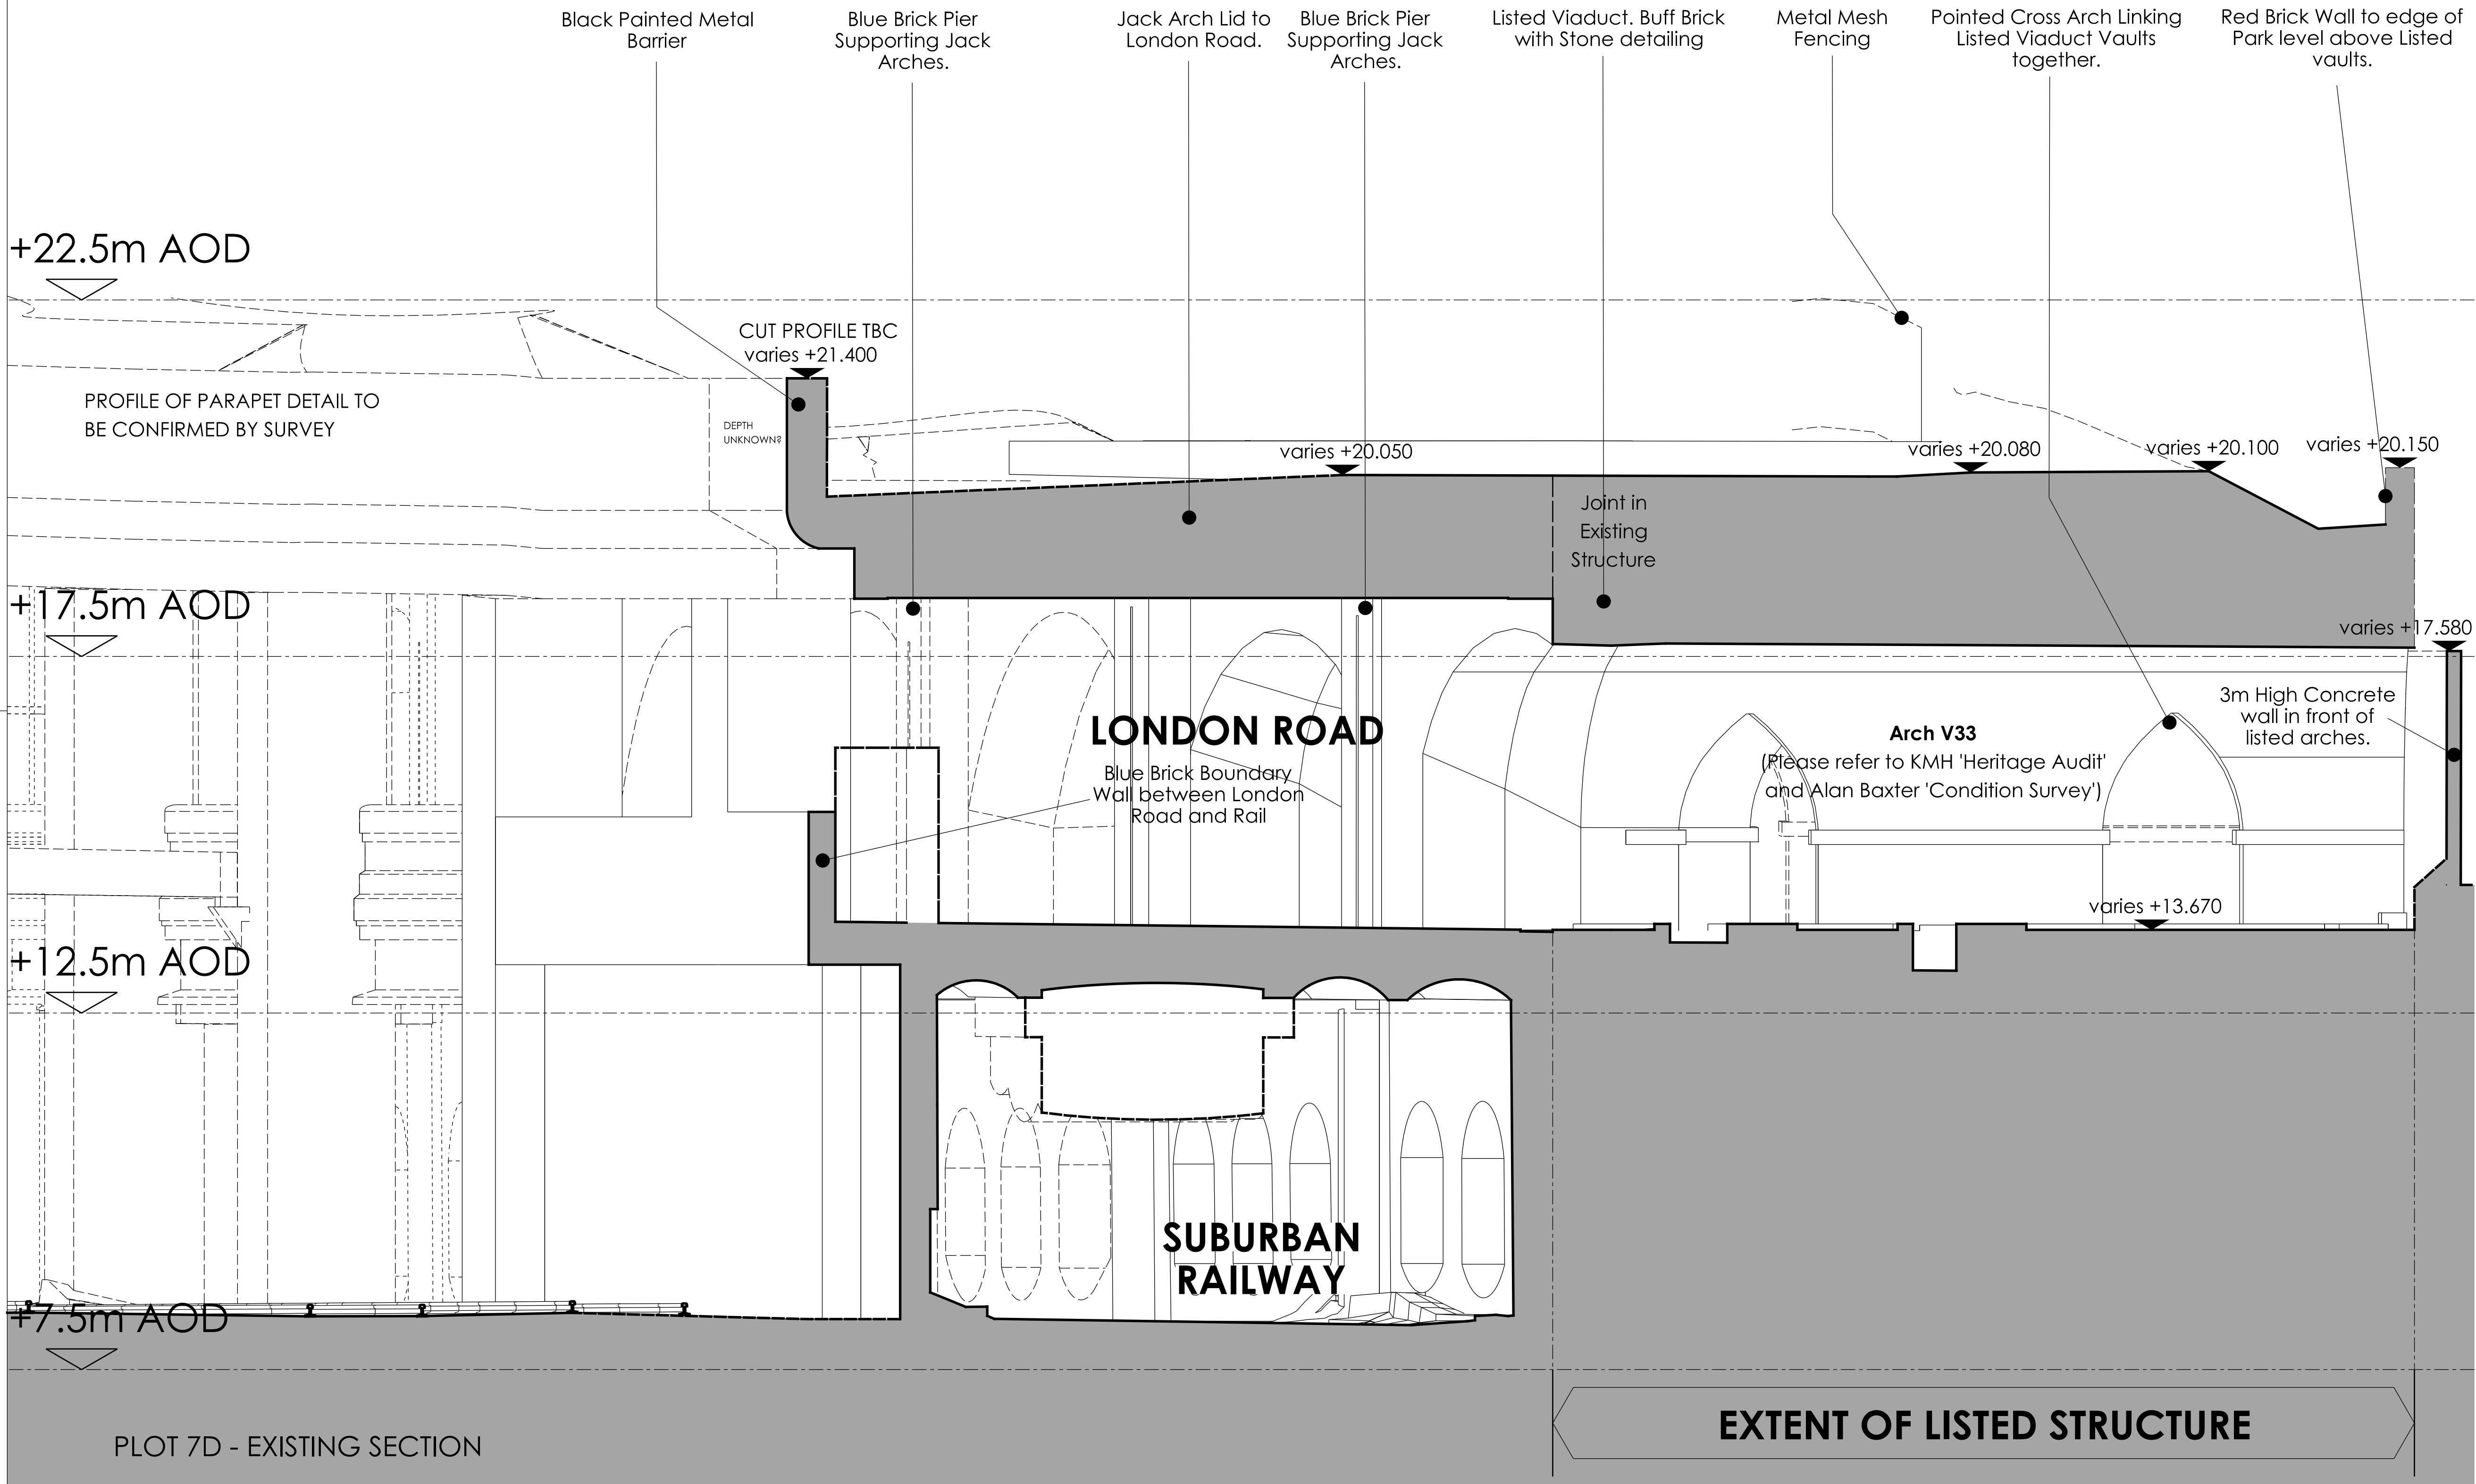 Black Painted Metal
Barrier
Blue Brick Pier
Supporting Jack
Arches.
Jack Arch Lid to
London Road.
Blue Brick Pier
Supporting Jack
Arches.
Listed Viaduct. Buff Brick
with Stone detailing
Metal Mesh
Fencing
Pointed Cross Arch Linking
Listed Viaduct Vaults
together.
Red Brick Wall to edge of
Park level above Listed
vaults.
+22.5m AOD
CUT PROFILE TBC
varies +21.400
PROFILE OF PARAPET DETAIL TO
BE CONFIRMED BY SURVEY
DEPTH
UNKNOWN?
varies +20.050
varies +20.080
varies +20.100
varies +20.150
Joint in
Existing
Structure
+17.5m AOD
varies +17.580
3m High Concrete
wall in front of
listed arches.
LONDON ROAD
Blue Brick Boundary
Wall between London
Road and Rail
Arch V33
(Please refer to KMH 'Heritage Audit'
and Alan Baxter 'Condition Survey')
varies +13.670
+12.5m AOD
SUBURBAN
RAILWAY
+7.5m AOD
EXTENT OF LISTED STRUCTURE
PLOT 7D - EXISTING SECTION